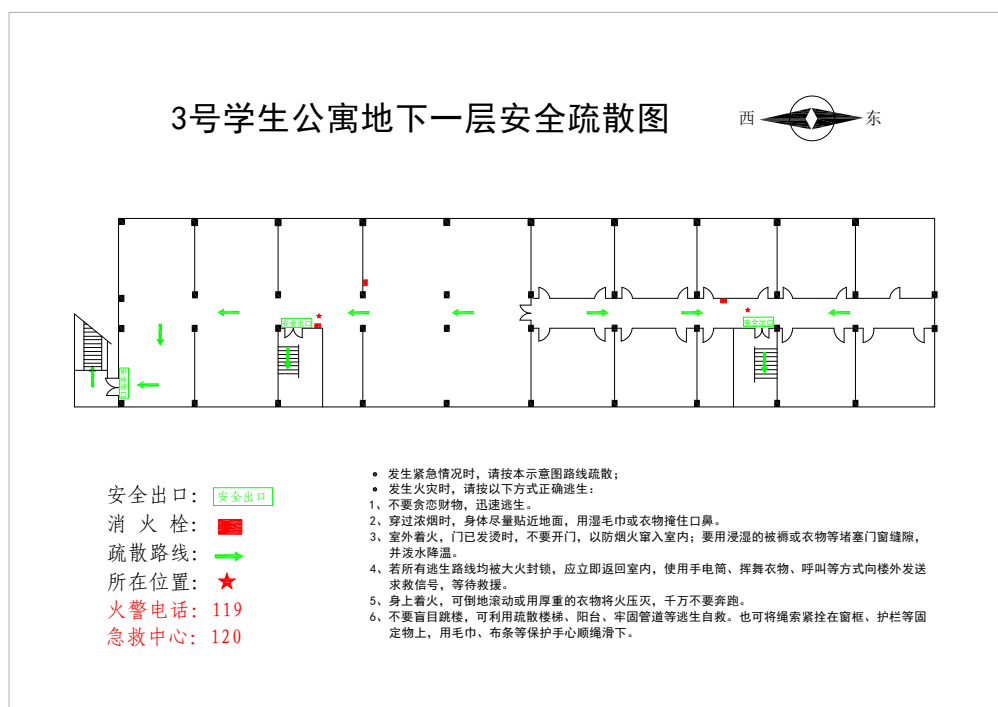 3号学生公寓地下一层安全疏散图
西 东
安全出口
安全出口
安全出口
安全出口: 安全出口
消 火 栓:
疏散路线:
所在位置:
火警电话: 119
急救中心: 120
• 发生紧急情况时，请按本示意图路线疏散；
• 发生火灾时，请按以下方式正确逃生：
1、不要贪恋财物，迅速逃生。
2、穿过浓烟时，身体尽量贴近地面，用湿毛巾或衣物掩住口鼻。
3、室外着火，门已发烫时，不要开门，以防烟火窜入室内；要用浸湿的被褥或衣物等堵塞门窗缝隙，
并泼水降温。
4、若所有逃生路线均被大火封锁，应立即返回室内，使用手电筒、挥舞衣物、呼叫等方式向楼外发送
求救信号，等待救援。
5、身上着火，可倒地滚动或用厚重的衣物将火压灭，千万不要奔跑。
6、不要盲目跳楼，可利用疏散楼梯、阳台、牢固管道等逃生自救。也可将绳索紧拴在窗框、护栏等固
定物上，用毛巾、布条等保护手心顺绳滑下。